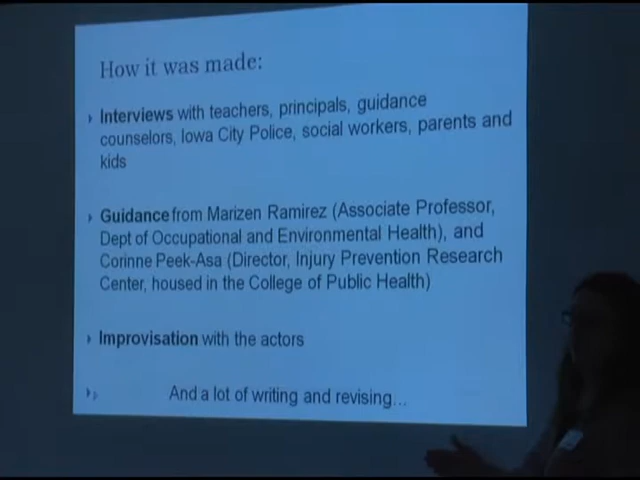 How it was made:
Interviews with teachers, principals, guidance
counselors, Iowa City Police, social workers, parents and
kids
Guidance from Marizen Ramirez (Associate Professor,
Dept of Occupational and Environmental Health), and
Corinne Peek-Asa (Director, Injury Prevention Research
Center, housed in the College of Public Health)
Improvisation with the actors
And a lot of writing and revising...